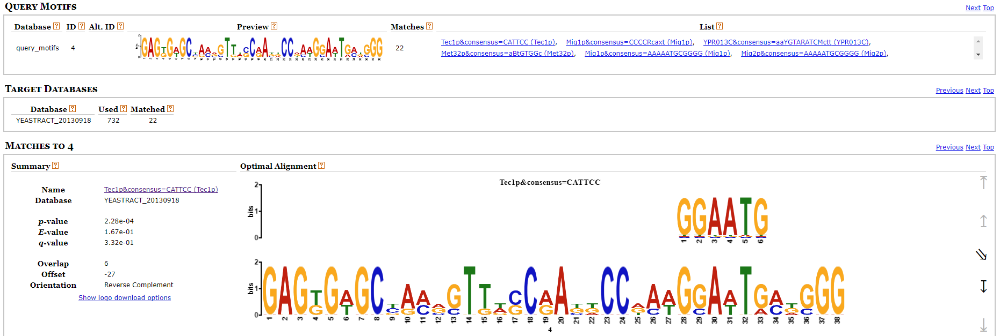 QUERY MOTIFS
Next Top
Database ? ID ? Alt. ID ? Preview ? Matches ? List ?
query_motifs 4 22 Tec1p&consensus=CATTCC (Tec1p), Mig1p&consensus=CCCCRcaxt (Mig1p), YPR013C&consensus=aaYGTARATCMctt (YPR013C),
Met32p&consensus=aBtGTGGc (Met32p), Mig1p&consensus=AAAAATGCGGGG (Mig1p), Mig2p&consensus=AAAAATGCGGGG (Mig2p),
TARGET DATABASES
Previous Next Top
Database ? Used ? Matched ?
YEASTRACT_20130918 732 22
MATCHES TO 4
Previous Next Top
Summary ? Optimal Alignment ?
Name Tec1p&consensus=CATTCC (Tec1p)
Database YEASTRACT_20130918
p-value 2.28e-04
E-value 1.67e-01
q-value 3.32e-01
Overlap 6
Offset -27
Orientation Reverse Complement
Show logo download options
Tec1p&consensus=CATTCC
2
bits
1
0
GGAATG
1 2 3 4 5 6
2
bits
1
0
1 2 3 4 5 6 7 8 9 10 11 12 13 14 15 16 17 18 19 20 21 22 23 24 25 26 27 28 29 30 31 32 33 34 35 36 37 38
4